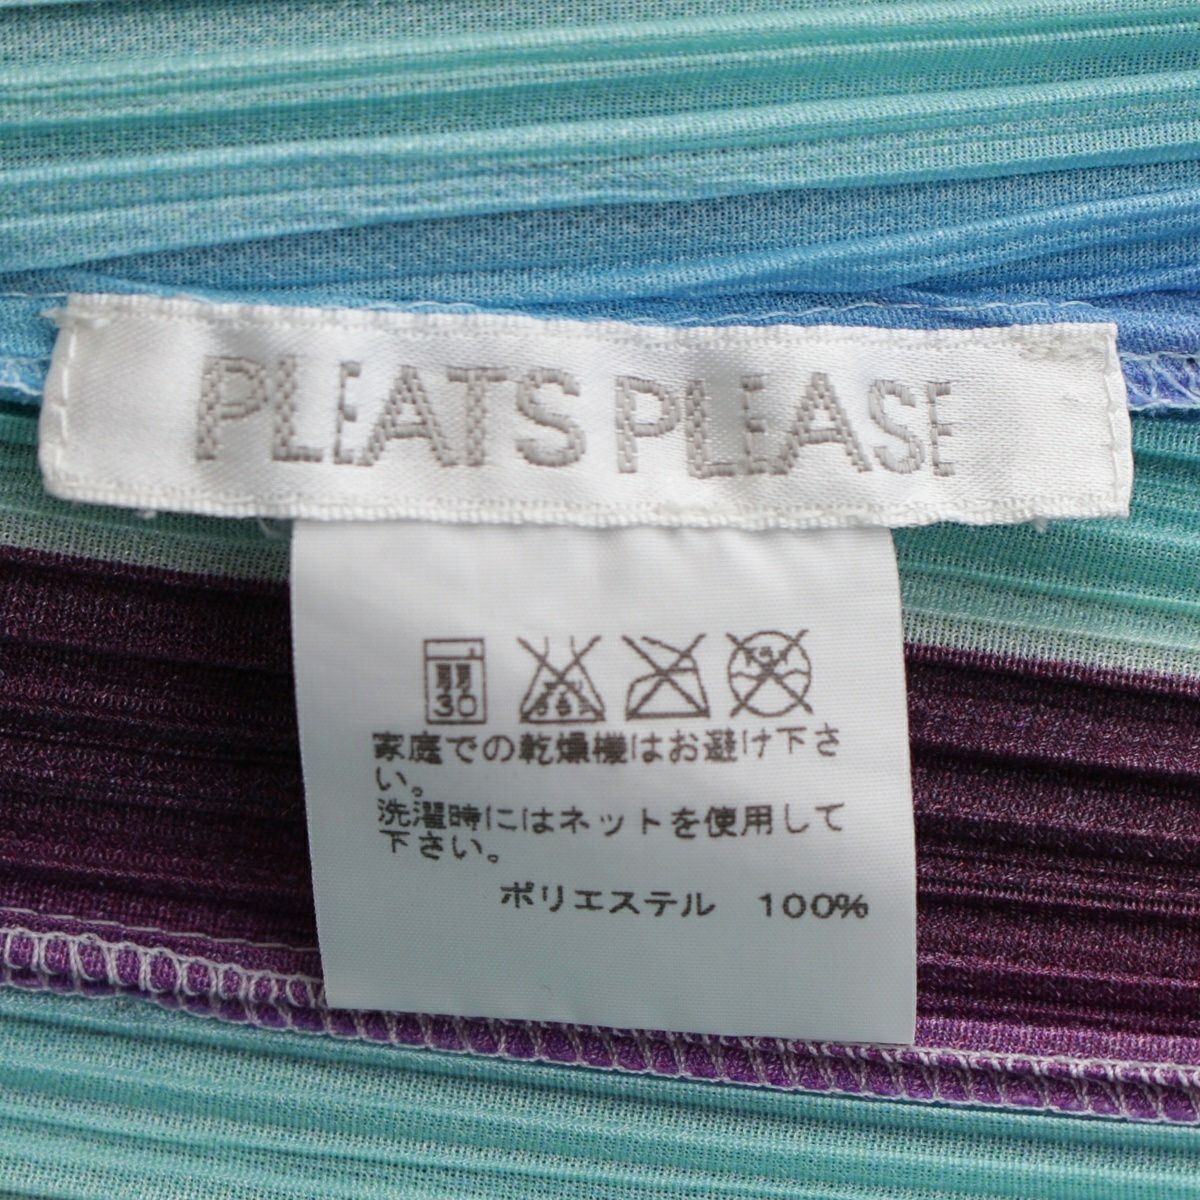 PLEATS PLEASE
弱
30
家庭での乾燥機はお避け下さ
い。
洗濯時にはネットを使用して
下さい。
ポリエステル 100%